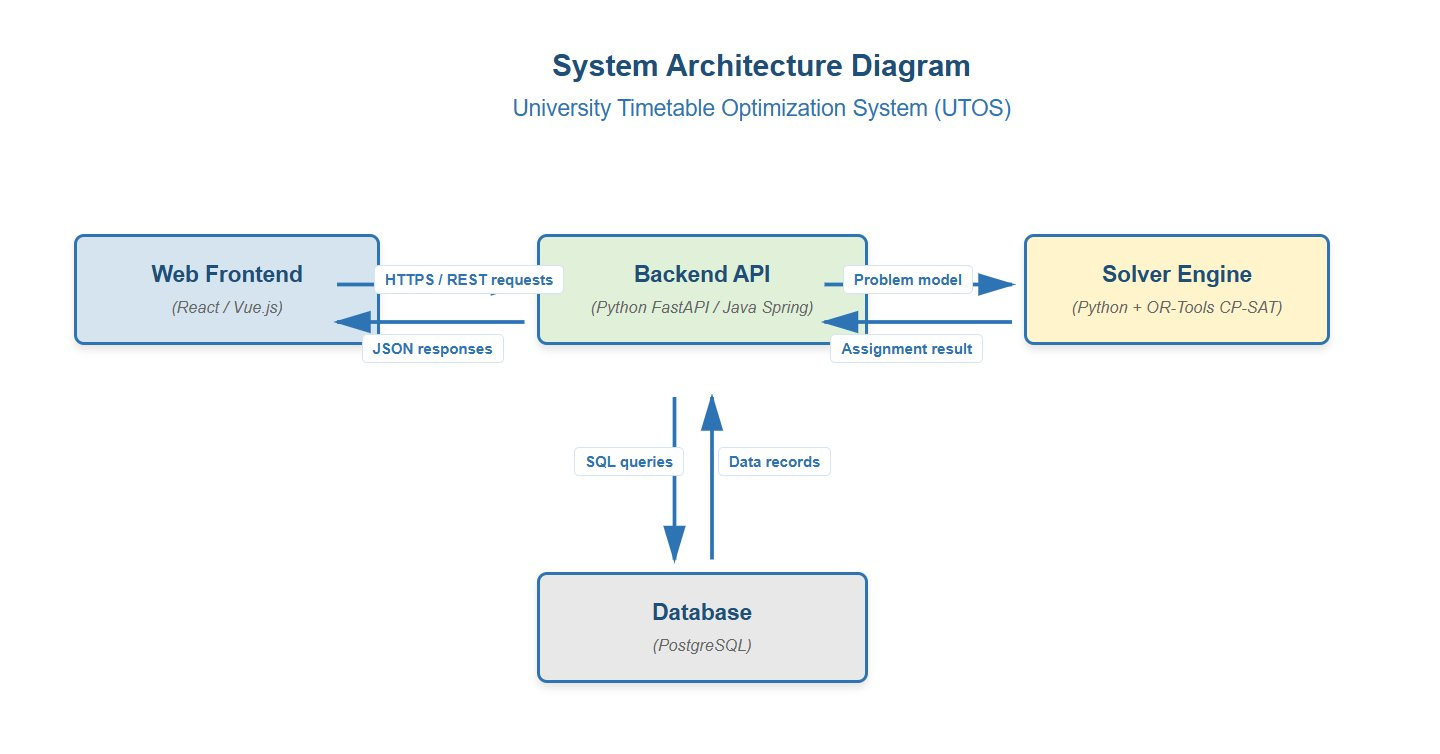 System Architecture Diagram
University Timetable Optimization System (UTOS)
Web Frontend
(React / Vue.js)
HTTPS / REST requests
JSON responses
Backend API
(Python FastAPI / Java Spring)
Problem model
Assignment result
Solver Engine
(Python + OR-Tools CP-SAT)
SQL queries
Data records
Database
(PostgreSQL)